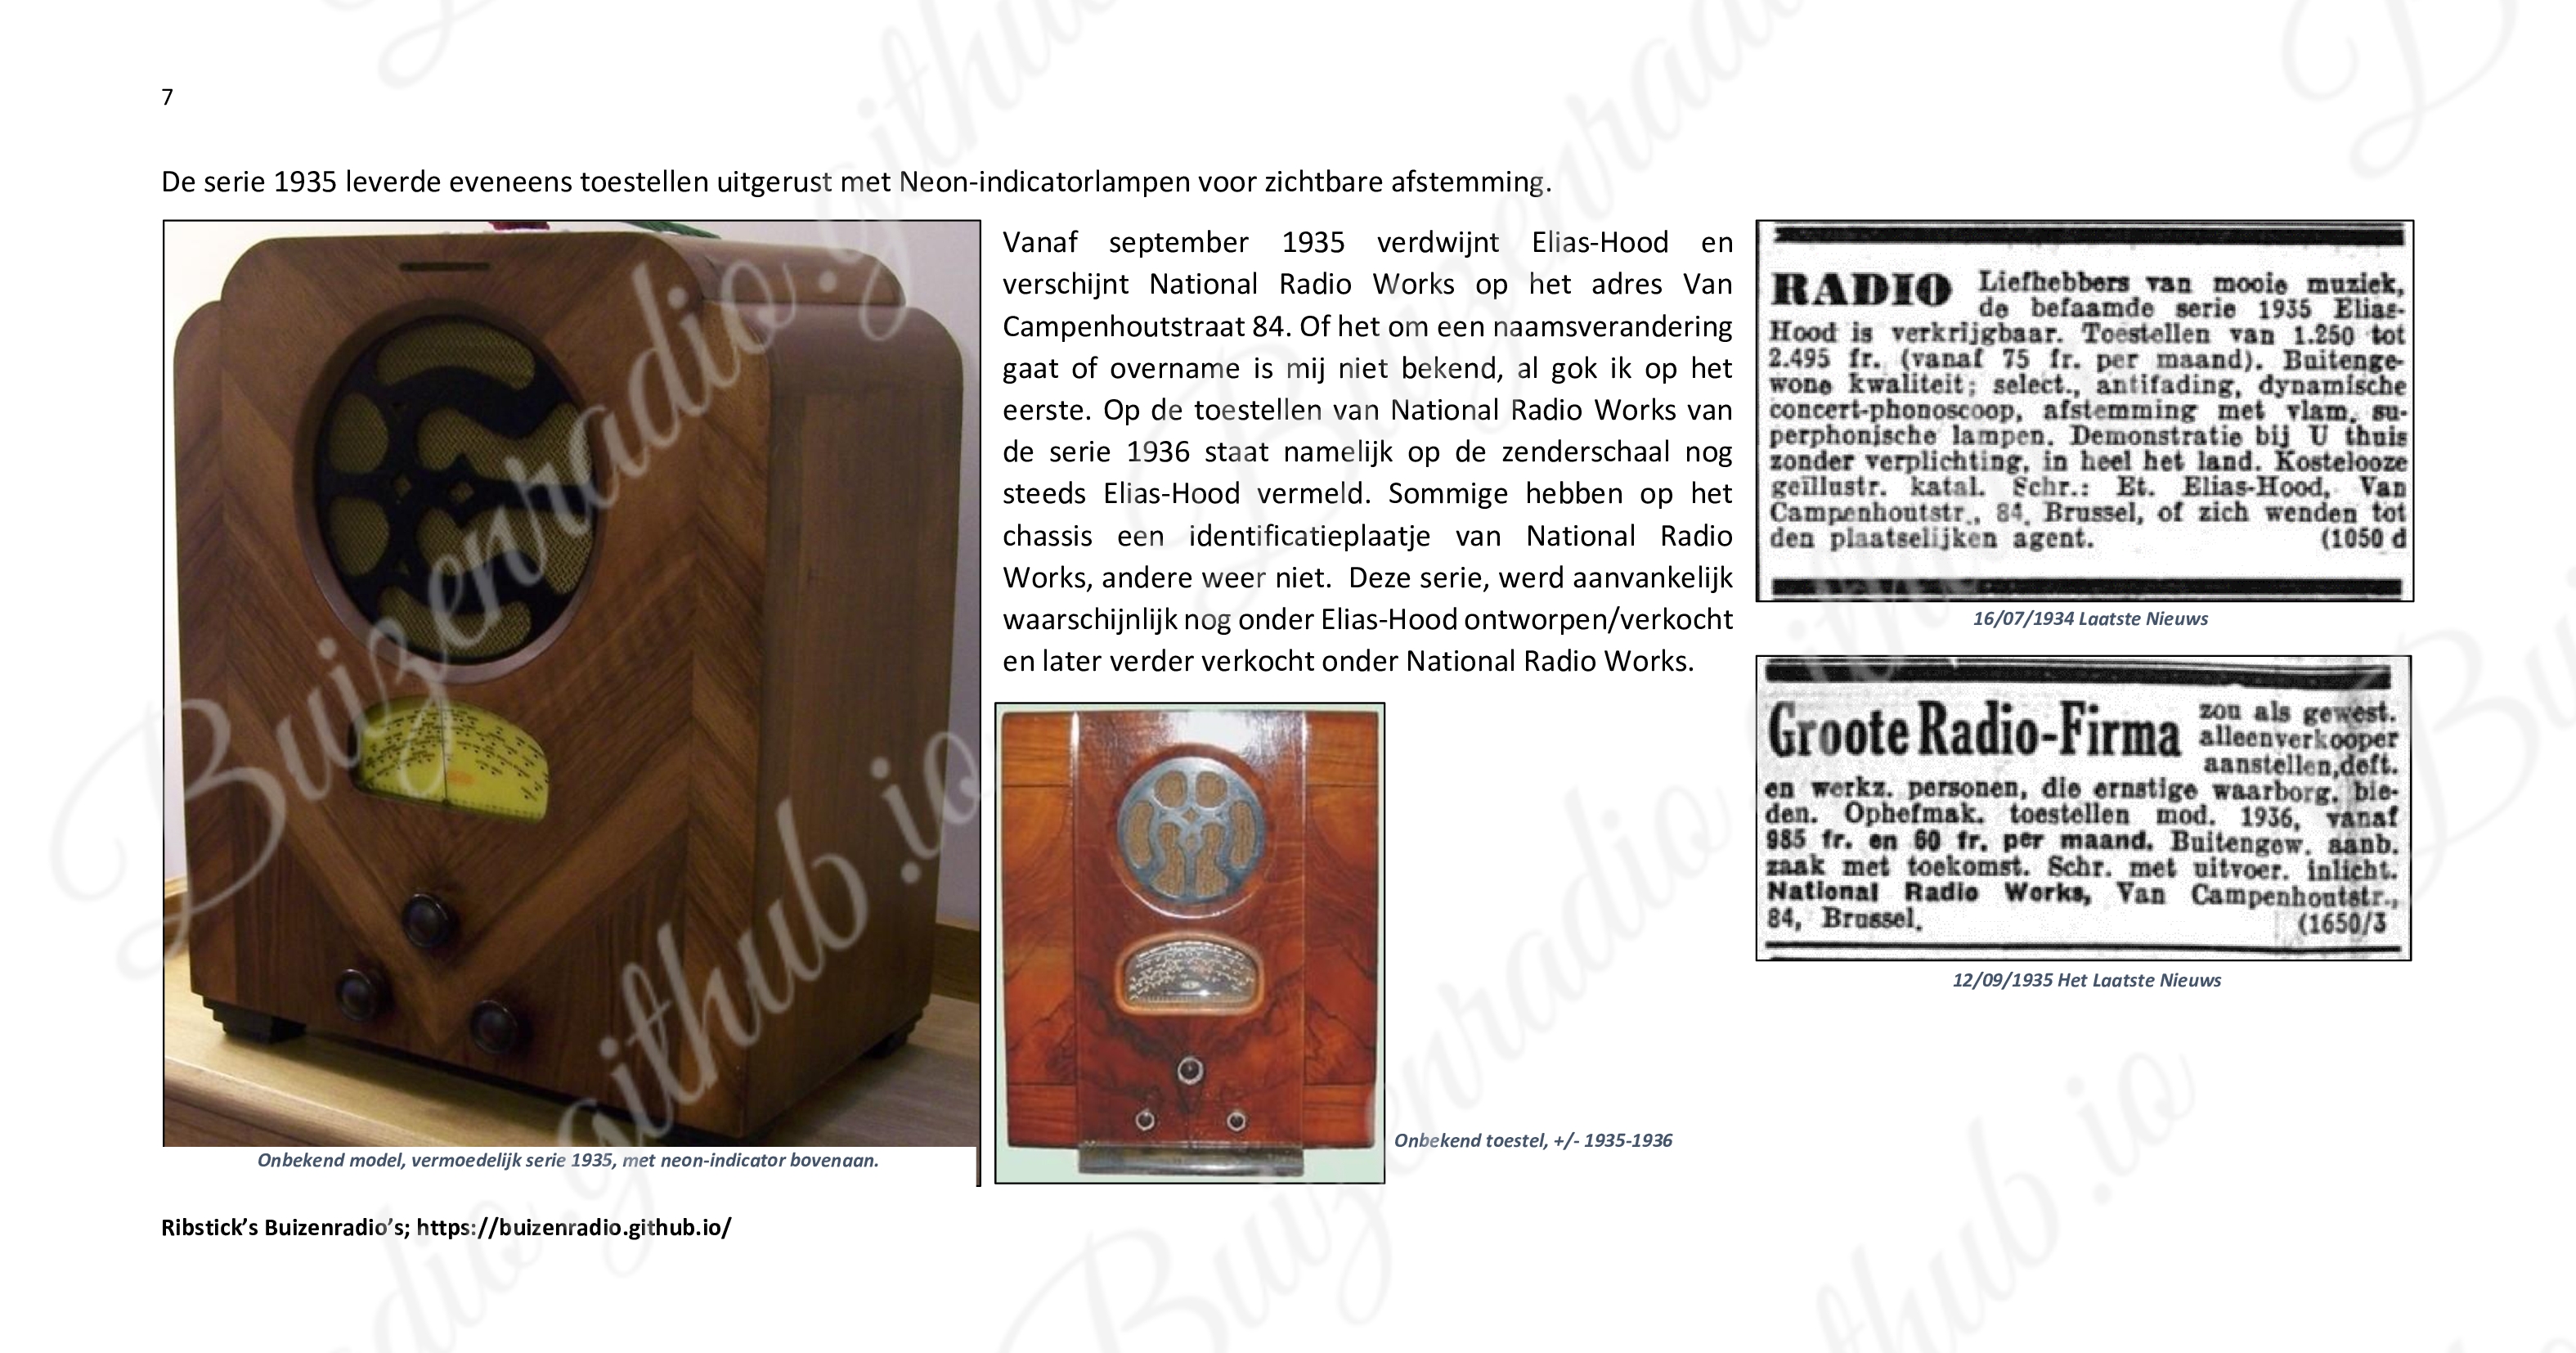 7
De serie 1935 leverde eveneens toestellen uitgerust met Neon-indicatorlampen voor zichtbare afstemming.
Vanaf september 1935 verdwijnt Elias-Hood en
verschijnt National Radio Works op het adres Van
Campenhoutstraat 84. Of het om een naamsverandering
gaat of overname is mij niet bekend, al gok ik op het
eerste. Op de toestellen van National Radio Works van
de serie 1936 staat namelijk op de zenderschaal nog
steeds Elias-Hood vermeld. Sommige hebben op het
chassis een identificatieplaatje van National Radio
Works, andere weer niet.  Deze serie, werd aanvankelijk
waarschijnlijk nog onder Elias-Hood ontworpen/verkocht
en later verder verkocht onder National Radio Works.
RADIO Liefhebbers van mooie muziek,
de befaamde serie 1935 Elias-
Hood is verkrijgbaar. Toestellen van 1.250 tot
2.495 fr. (vanaf 75 fr. per maand). Buitenge-
wone kwaliteit; select., antifading, dynamische
concert-phonoscoop, afstemming met vlam, su-
perphonische lampen. Demonstratie bij U thuis
zonder verplichting, in heel het land. Kostelooze
geïllustr. katal. Schr.: Et. Elias-Hood, Van
Campenhoutstr., 84, Brussel, of zich wenden tot
den plaatselijken agent. (1050 d
16/07/1934 Laatste Nieuws
Groote Radio-Firma zou als gewest.
alleenverkooper
aanstellen,deft.
en werkz. personen, die ernstige waarborg. bie-
den. Ophefmak. toestellen mod. 1936, vanaf
985 fr. en 60 fr. per maand. Buitengew. aanb.
zaak met toekomst. Schr. met uitvoer. inlicht.
National Radio Works, Van Campenhoutstr.,
84, Brussel. (1650/3
12/09/1935 Het Laatste Nieuws
Onbekend toestel, +/- 1935-1936
Onbekend model, vermoedelijk serie 1935, met neon-indicator bovenaan.
Ribstick’s Buizenradio’s; https://buizenradio.github.io/
Buizenradio.github.io